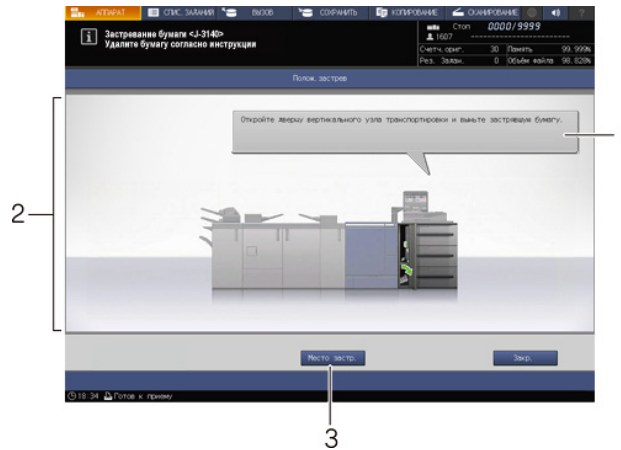 АППАРАТ СПИС. ЗАДАНИЙ ВЫЗОВ СОХРАНИТЬ КОПИРОВАНИЕ СКАНИРОВАНИЕ ?
Застревание бумаги <J-3140>
Удалите бумагу согласно инструкции
Стоп 0000/9999
1607 ----------------
Счетч. ориг. 30 Память 99.999%
Рез. Задан. 0 Объём файла 98.828%
Полож. застрев
Откройте дверцу вертикального узла транспортировки и выньте застрявшую бумагу.
2
Место застр. Закр.
18:34 Готов к приему
3